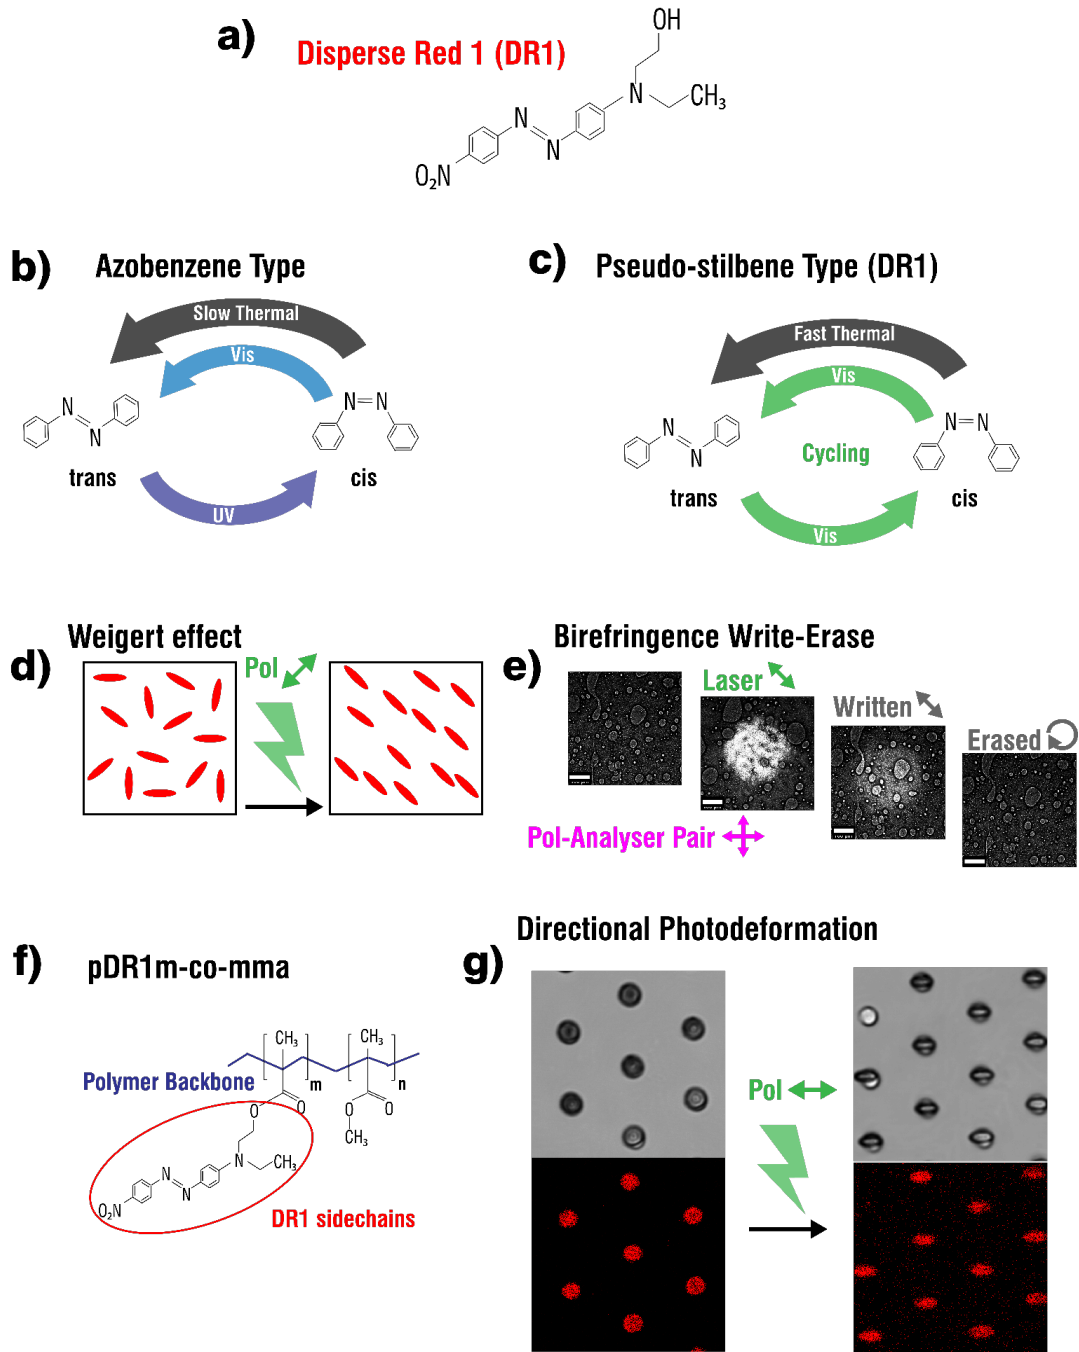 a)
Disperse Red 1 (DR1)
OH
N
CH₃
N
N
O₂N
b)
Azobenzene Type
Slow Thermal
Vis
N
N
N
N
trans
cis
UV
c)
Pseudo-stilbene Type (DR1)
Fast Thermal
Vis
N
N
N
N
Cycling
trans
cis
Vis
d)
Weigert effect
Pol
e)
Birefringence Write-Erase
Laser
Written
Erased
Pol-Analyser Pair
f)
pDR1m-co-mma
CH₃
CH₃
m
n
Polymer Backbone
O
O
O
O
CH₃
N
CH₃
N
N
O₂N
DR1 sidechains
g)
Directional Photodeformation
Pol